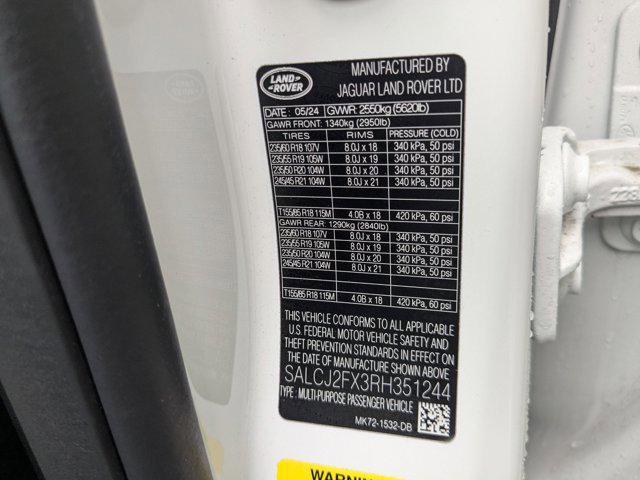 LAND
ROVER
MANUFACTURED BY
JAGUAR LAND ROVER LTD
DATE : 05/24 GVWR: 2550kg (5620lb)
GAWR FRONT: 1340kg (2950lb)
TIRES RIMS PRESSURE (COLD)
235/60 R18 107V 8.0J x 18 340 kPa, 50 psi
235/55 R19 105W 8.0J x 19 340 kPa, 50 psi
235/50 R20 104W 8.0J x 20 340 kPa, 50 psi
245/45 R21 104W 8.0J x 21 340 kPa, 50 psi
T155/85 R18 115M 4.0B x 18 420 kPa, 60 psi
GAWR REAR: 1290kg (2840lb)
235/60 R18 107V 8.0J x 18 340 kPa, 50 psi
235/55 R19 105W 8.0J x 19 340 kPa, 50 psi
235/50 R20 104W 8.0J x 20 340 kPa, 50 psi
245/45 R21 104W 8.0J x 21 340 kPa, 50 psi
T155/85 R18 115M 4.0B x 18 420 kPa, 60 psi
THIS VEHICLE CONFORMS TO ALL APPLICABLE
U.S. FEDERAL MOTOR VEHICLE SAFETY AND
THEFT PREVENTION STANDARDS IN EFFECT ON
THE DATE OF MANUFACTURE SHOWN ABOVE
SALCJ2FX3RH351244
TYPE : MULTI-PURPOSE PASSENGER VEHICLE
MK72-1532-DB
WARNING